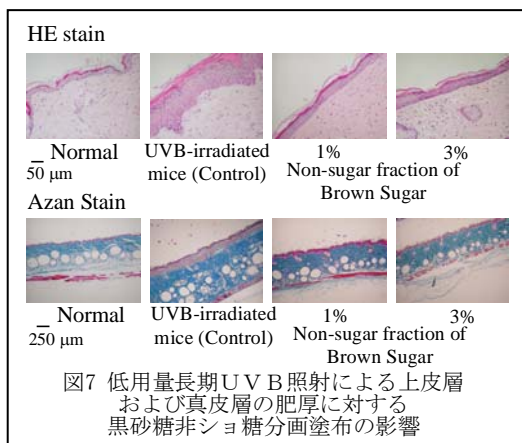 HE stain
Normal
50 μm
UVB-irradiated
mice (Control)
1%
3%
Non-sugar fraction of
Brown Sugar
Azan Stain
Normal
250 μm
UVB-irradiated
mice (Control)
1%
3%
Non-sugar fraction of
Brown Sugar
図7 低用量長期ＵＶＢ照射による上皮層
および真皮層の肥厚に対する
黒砂糖非ショ糖分画塗布の影響